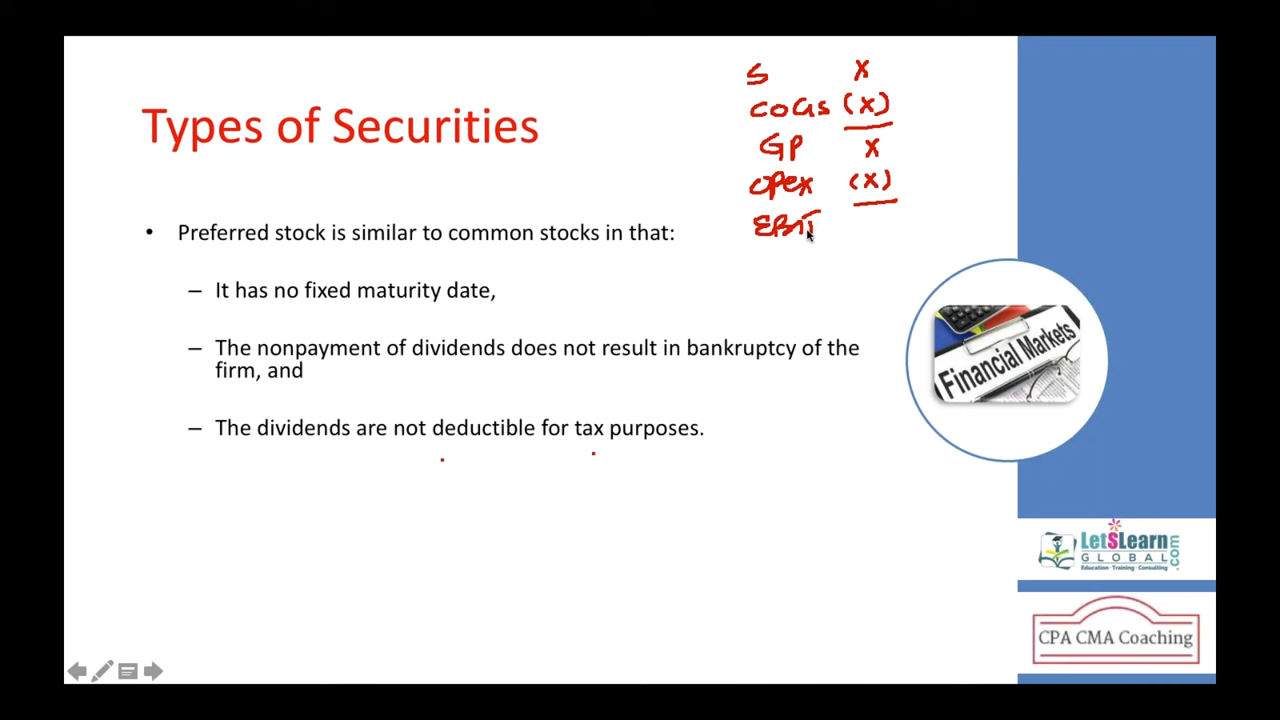 S X
COGS (X)
GP X
Opex (X)
EBIT
Types of Securities
• Preferred stock is similar to common stocks in that:
– It has no fixed maturity date,
– The nonpayment of dividends does not result in bankruptcy of the
firm, and
– The dividends are not deductible for tax purposes.
Financial Markets
LetSLearn
GLOBAL.com
Education · Training · Consulting
CPA CMA Coaching